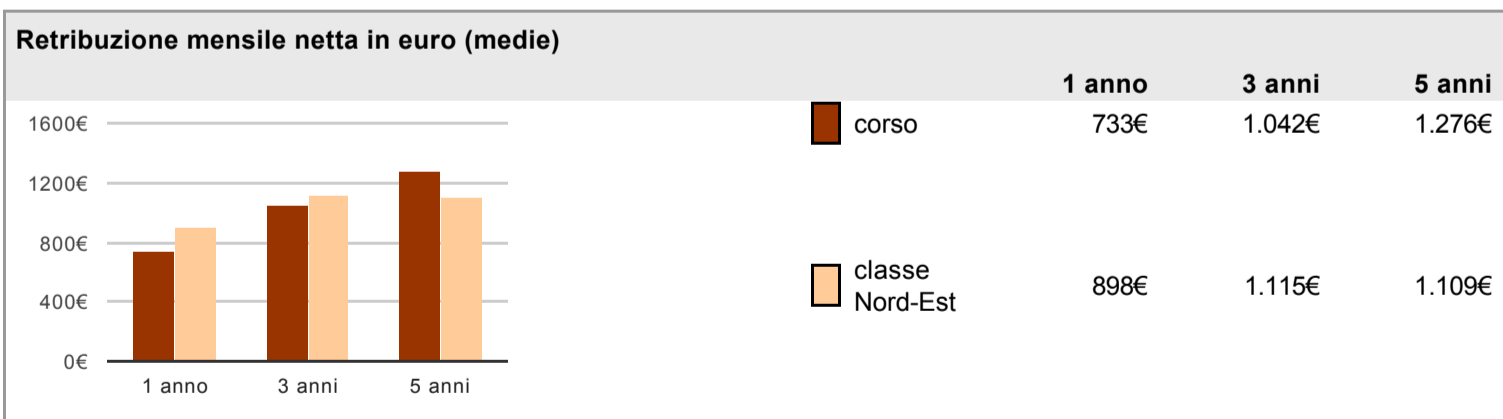 Retribuzione mensile netta in euro (medie)
1 anno 3 anni 5 anni
corso 733€ 1.042€ 1.276€
classe
Nord-Est 898€ 1.115€ 1.109€
1600€
1200€
800€
400€
0€
1 anno 3 anni 5 anni